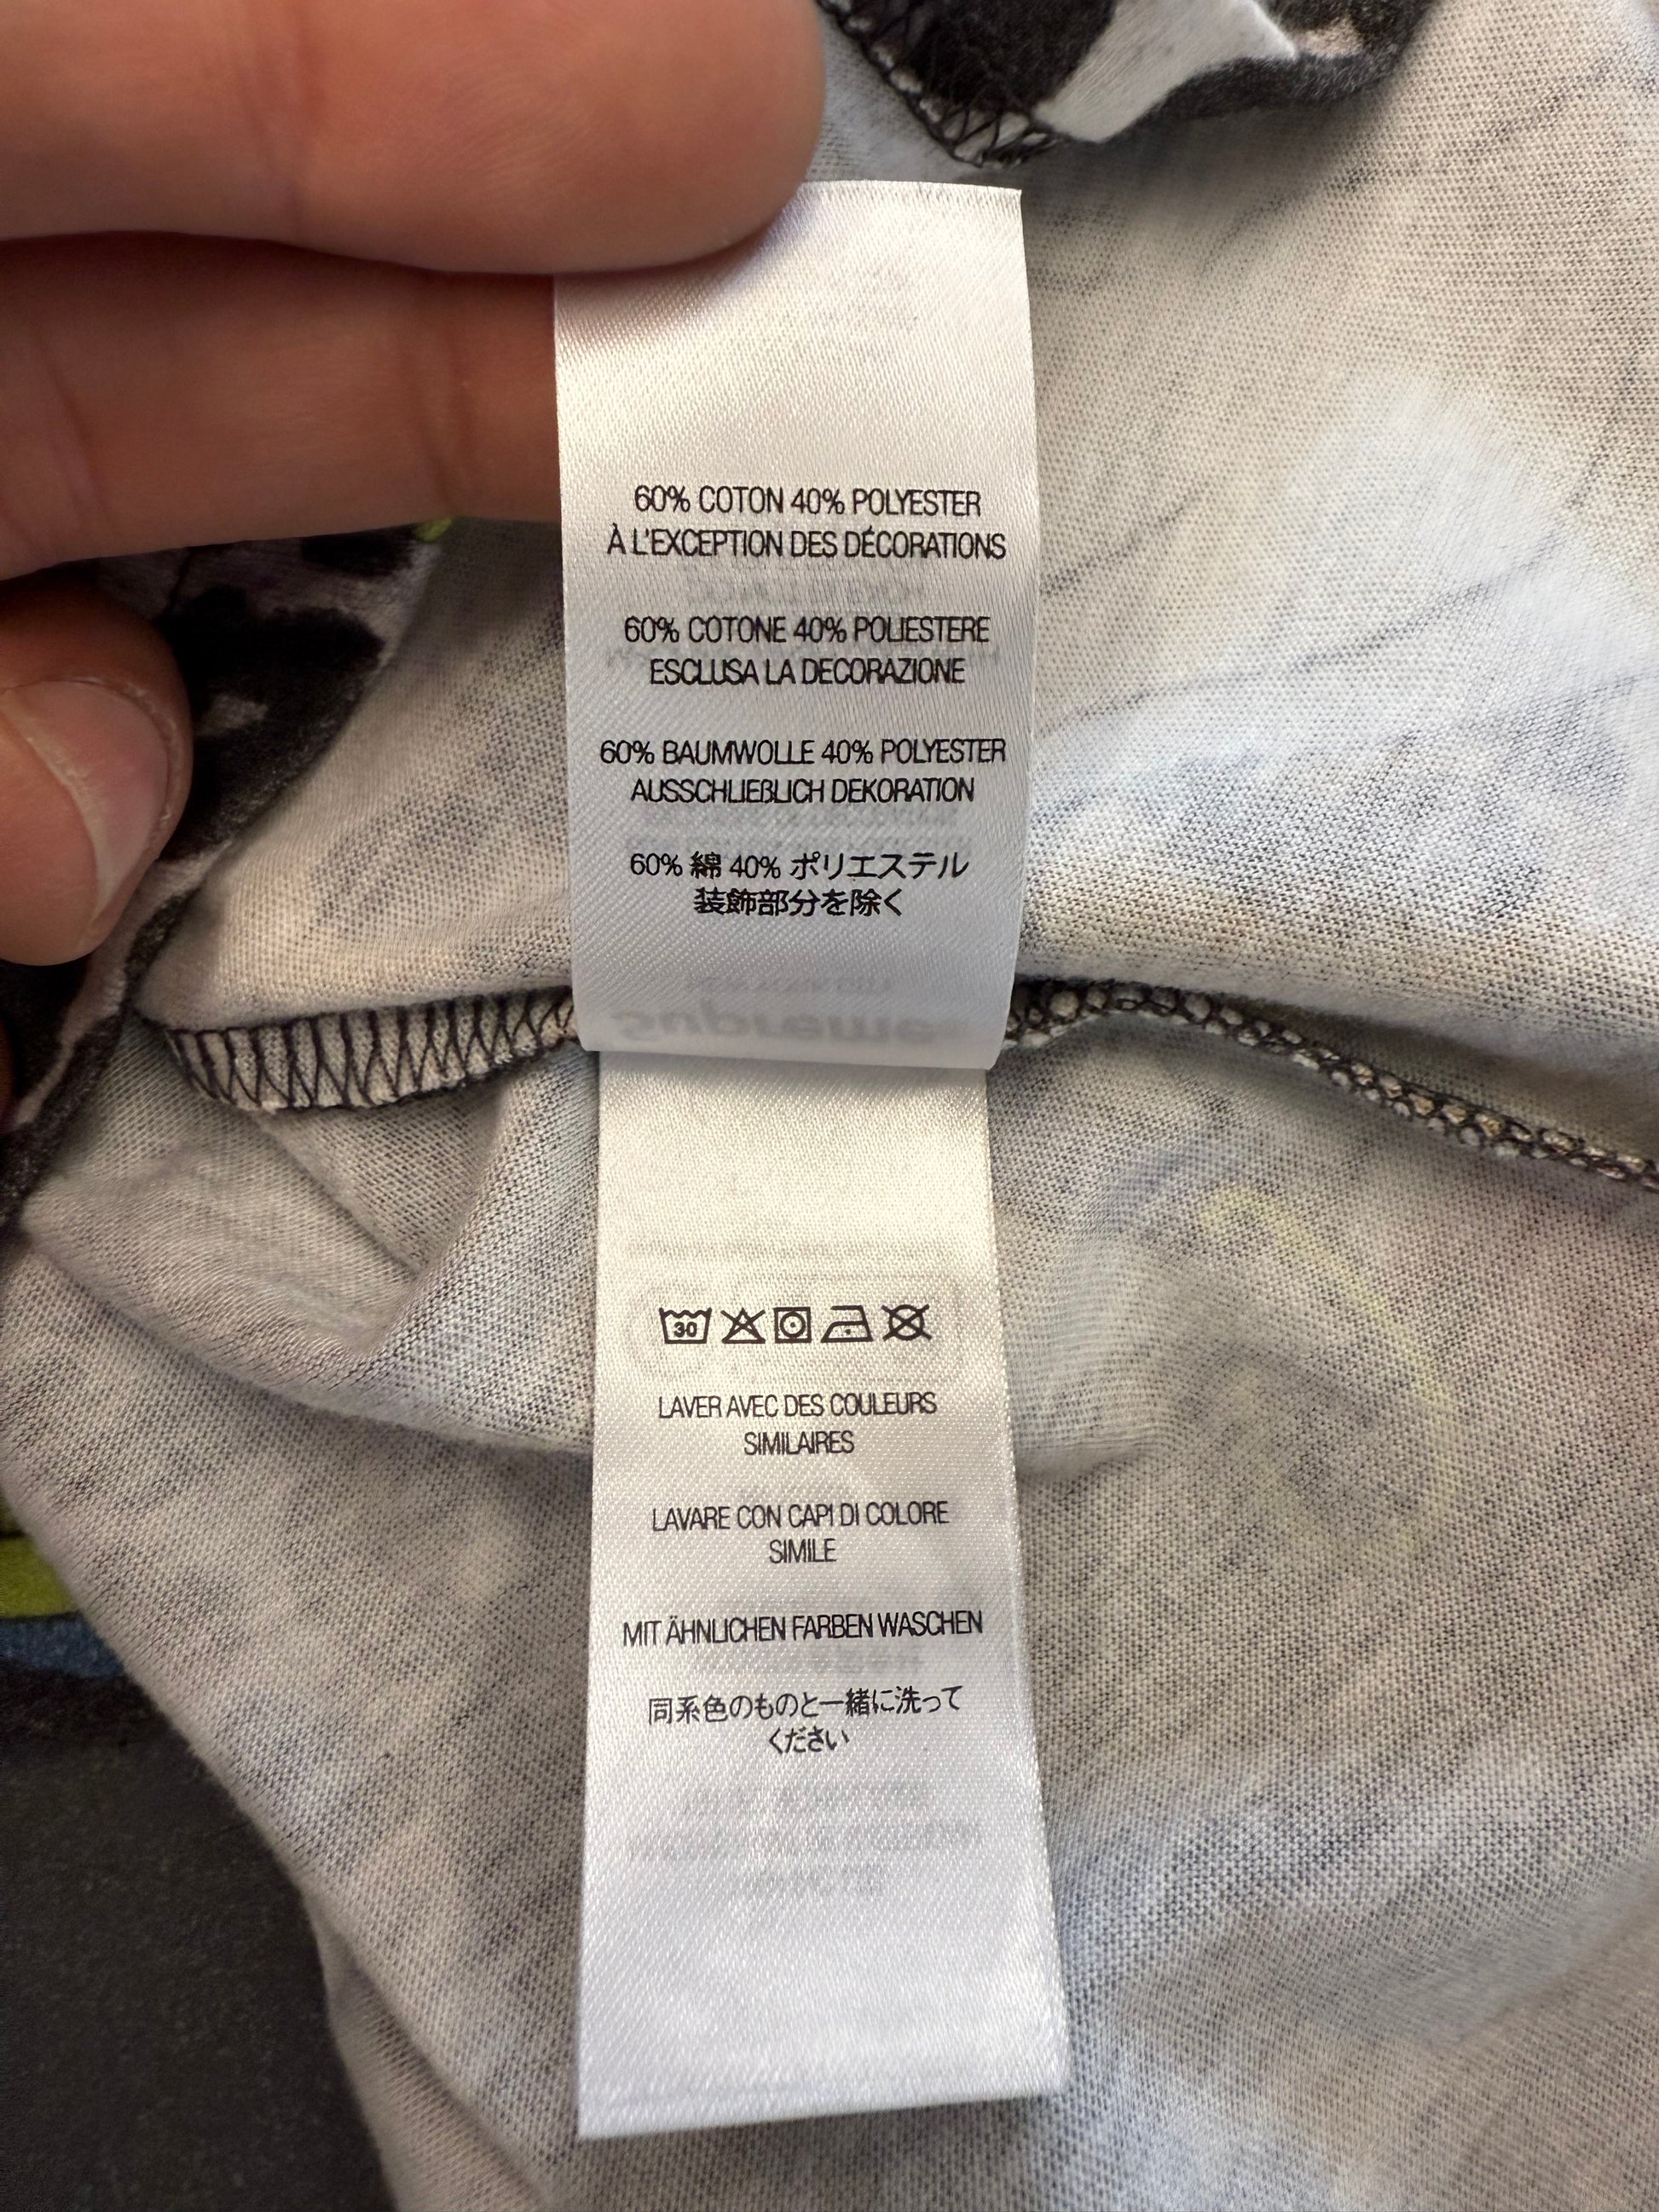 60% COTON 40% POLYESTER
À L'EXCEPTION DES DÉCORATIONS
60% COTONE 40% POLIESTERE
ESCLUSA LA DECORAZIONE
60% BAUMWOLLE 40% POLYESTER
AUSSCHLIEßLICH DEKORATION
60% 綿 40% ポリエステル
装飾部分を除く
Supreme
30
LAVER AVEC DES COULEURS
SIMILAIRES
LAVARE CON CAPI DI COLORE
SIMILE
MIT ÄHNLICHEN FARBEN WASCHEN
同系色のものと一緒に洗って
ください